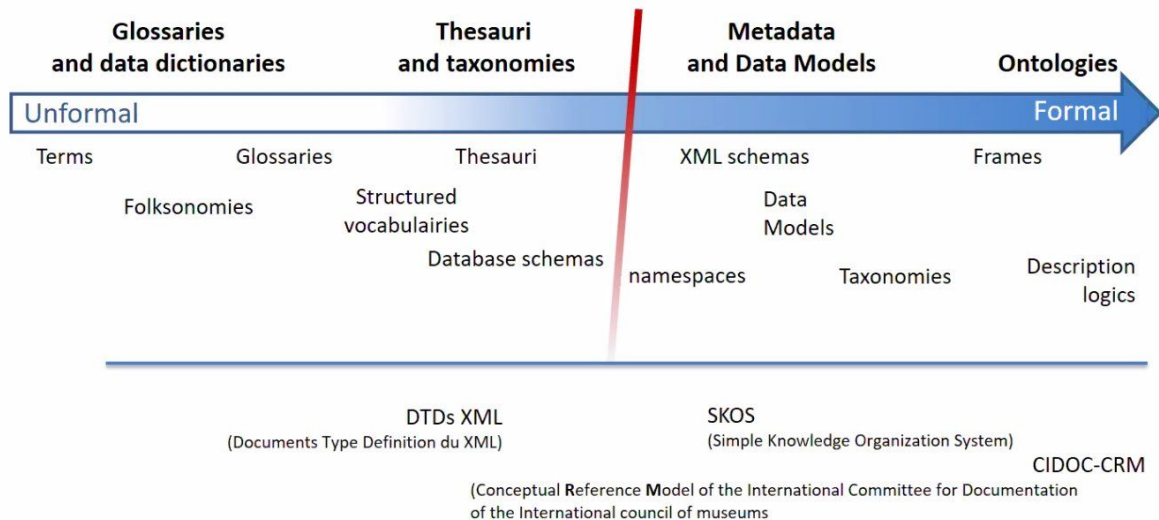 Glossaries
and data dictionaries
Thesauri
and taxonomies
Metadata
and Data Models
Ontologies
Unformal
Formal
Terms
Glossaries
Thesauri
XML schemas
Frames
Folksonomies
Structured
vocabulairies
Data
Models
Database schemas
namespaces
Taxonomies
Description
logics
DTDs XML
(Documents Type Definition du XML)
SKOS
(Simple Knowledge Organization System)
CIDOC-CRM
(Conceptual Reference Model of the International Committee for Documentation
of the International council of museums